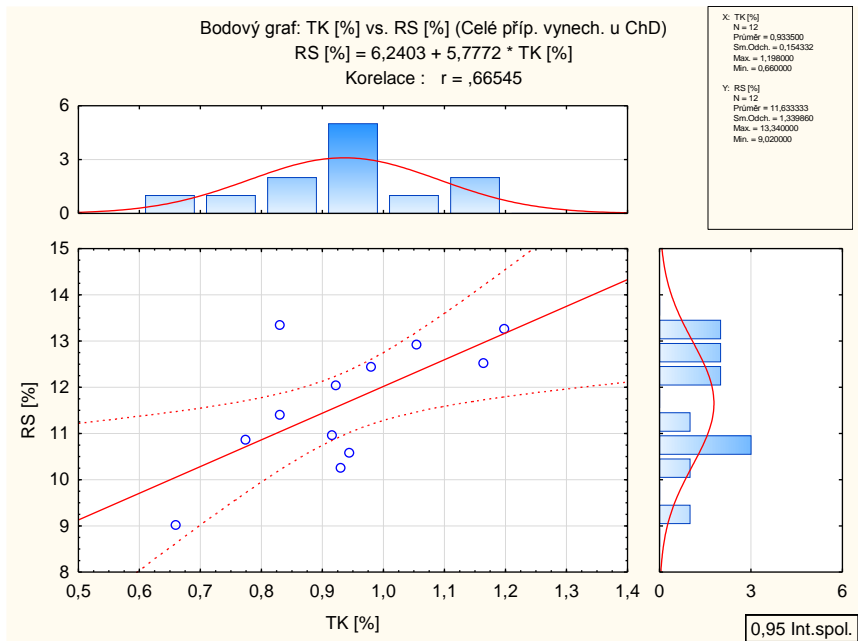 Bodový graf: TK [%] vs. RS [%] (Celé příp. vynech. u ChD)
RS [%] = 6,2403 + 5,7772 * TK [%]
Korelace : r = ,66545
X: TK [%]
N = 12
Průměr = 0,933500
Sm.Odch. = 0,154332
Max. = 1,198000
Min. = 0,660000
Y: RS [%]
N = 12
Průměr = 11,633333
Sm.Odch. = 1,339860
Max. = 13,340000
Min. = 9,020000
6
3
0
15
14
13
12
11
10
9
8
RS [%]
0,5 0,6 0,7 0,8 0,9 1,0 1,1 1,2 1,3 1,4
TK [%]
0 3 6
0,95 Int.spol.